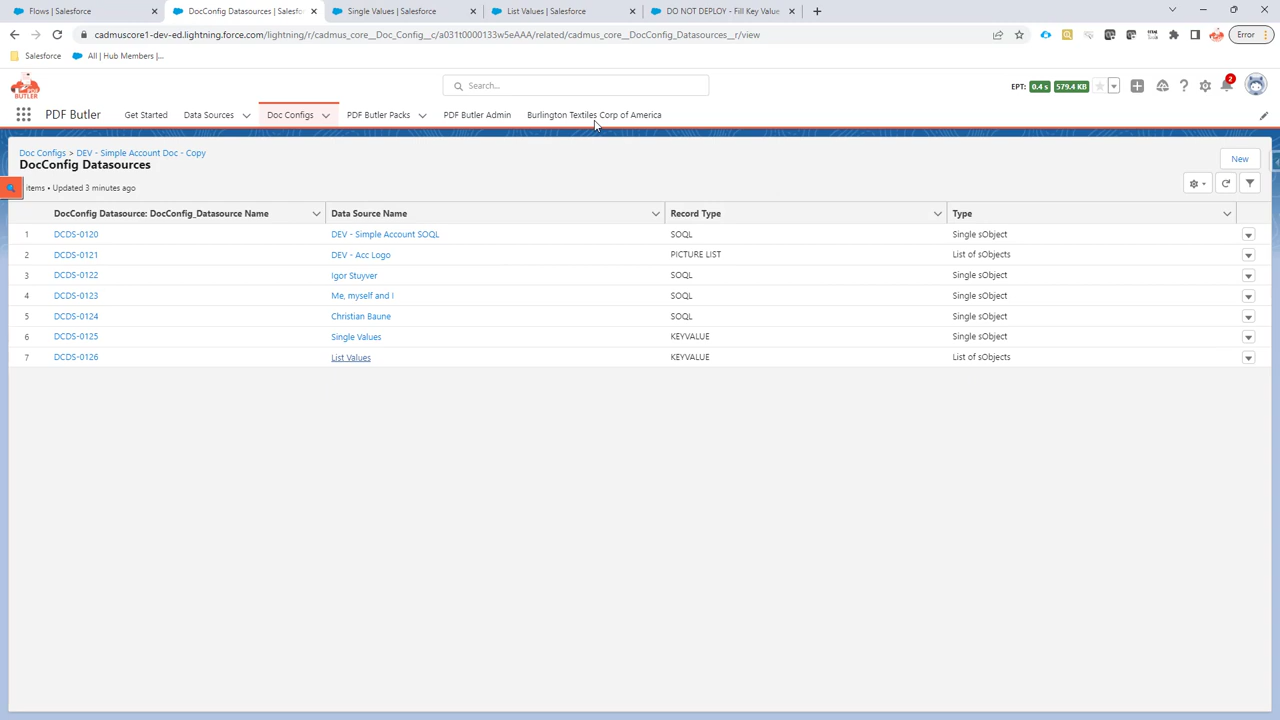 Flows | Salesforce
DocConfig Datasources | Salesf
Single Values | Salesforce
List Values | Salesforce
DO NOT DEPLOY - Fill Key Value
cadmuscore1-dev-ed.lightning.force.com/lightning/r/cadmus_core__Doc_Config__c/a031t0000133w5eAAA/related/cadmus_core__DocConfig_Datasources__r/view
Error
Salesforce
All | Hub Members |...
PDF BUTLER
Search...
EPT: 0.4 s 579.4 KB
2
PDF Butler
Get Started
Data Sources
Doc Configs
PDF Butler Packs
PDF Butler Admin
Burlington Textiles Corp of America
Doc Configs > DEV - Simple Account Doc - Copy
DocConfig Datasources
New
items • Updated 3 minutes ago
DocConfig Datasource: DocConfig_Datasource Name Data Source Name Record Type Type
1 DCDS-0120 DEV - Simple Account SOQL SOQL Single sObject
2 DCDS-0121 DEV - Acc Logo PICTURE LIST List of sObjects
3 DCDS-0122 Igor Stuyver SOQL Single sObject
4 DCDS-0123 Me, myself and I SOQL Single sObject
5 DCDS-0124 Christian Baune SOQL Single sObject
6 DCDS-0125 Single Values KEYVALUE Single sObject
7 DCDS-0126 List Values KEYVALUE List of sObjects